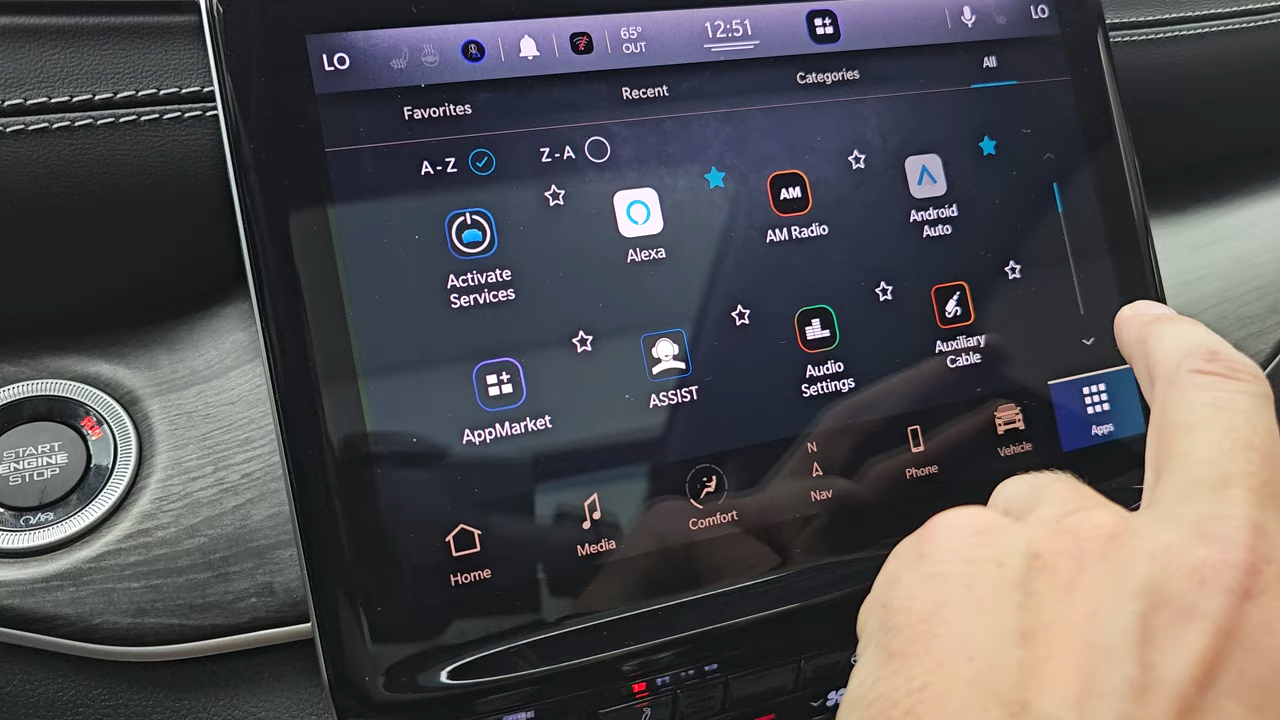 LO
65°
OUT
12:51
LO
Favorites
Recent
Categories
All
A-Z
Z-A
Activate
Services
Alexa
AM
AM Radio
Android
Auto
AppMarket
ASSIST
Audio
Settings
Auxiliary
Cable
Home
Media
Comfort
N
Nav
Phone
Vehicle
Apps
START
ENGINE
STOP
RUN